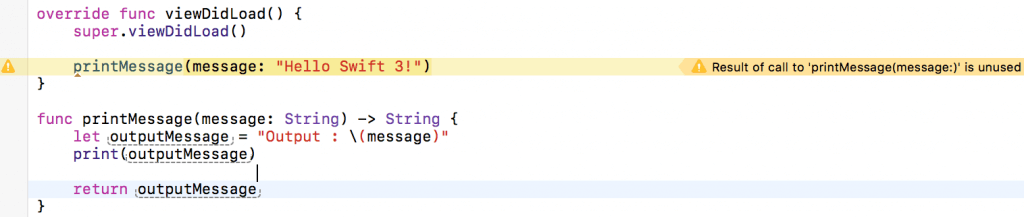 override func viewDidLoad() {
super.viewDidLoad()
printMessage(message: "Hello Swift 3!") Result of call to 'printMessage(message:)' is unused
}
func printMessage(message: String) -> String {
let outputMessage = "Output : \(message)"
print(outputMessage)
return outputMessage
}